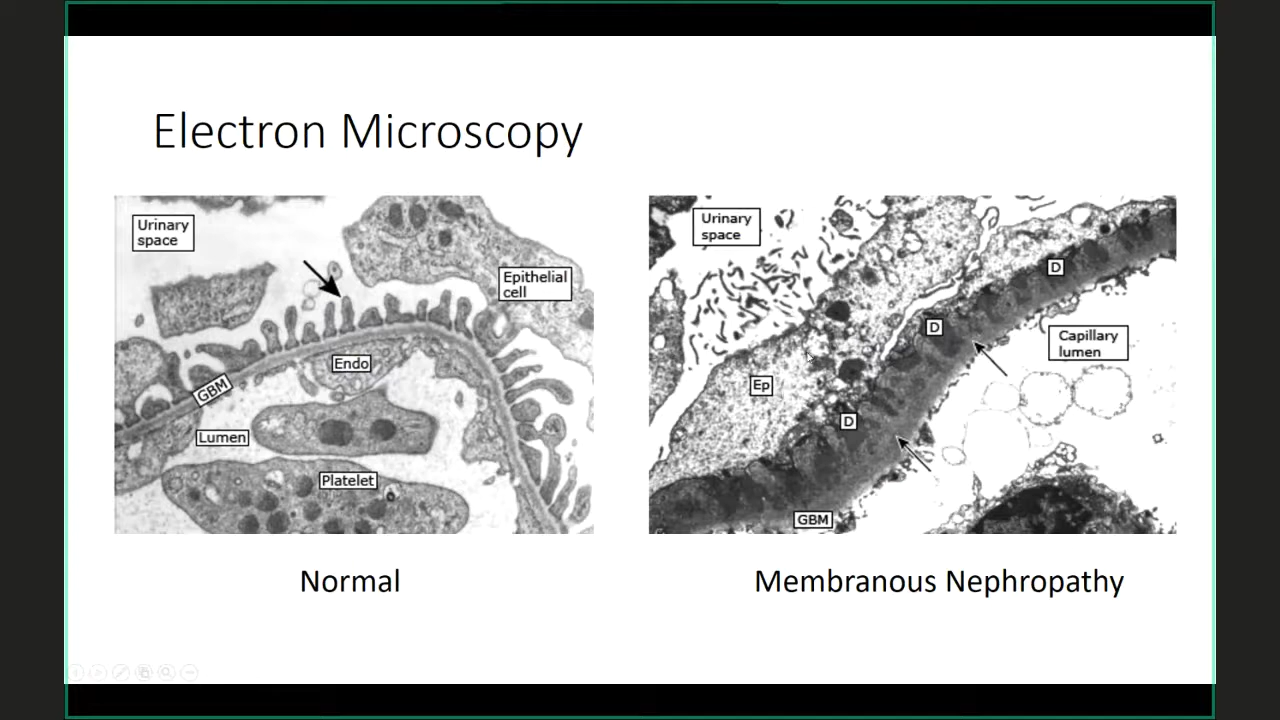 Electron Microscopy
Urinary
space
Epithelial
cell
Endo
GBM
Lumen
Platelet
Normal
Urinary
space
D
D
Capillary
lumen
Ep
D
GBM
Membranous Nephropathy